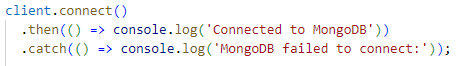 client.connect()
  .then(() => console.log('Connected to MongoDB'))
  .catch(() => console.log('MongoDB failed to connect:'));